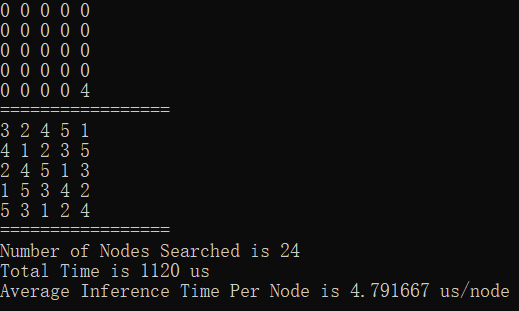 0 0 0 0 0
0 0 0 0 0
0 0 0 0 0
0 0 0 0 0
0 0 0 0 4
=================
3 2 4 5 1
4 1 2 3 5
2 4 5 1 3
1 5 3 4 2
5 3 1 2 4
=================
Number of Nodes Searched is 24
Total Time is 1120 us
Average Inference Time Per Node is 4.791667 us/node